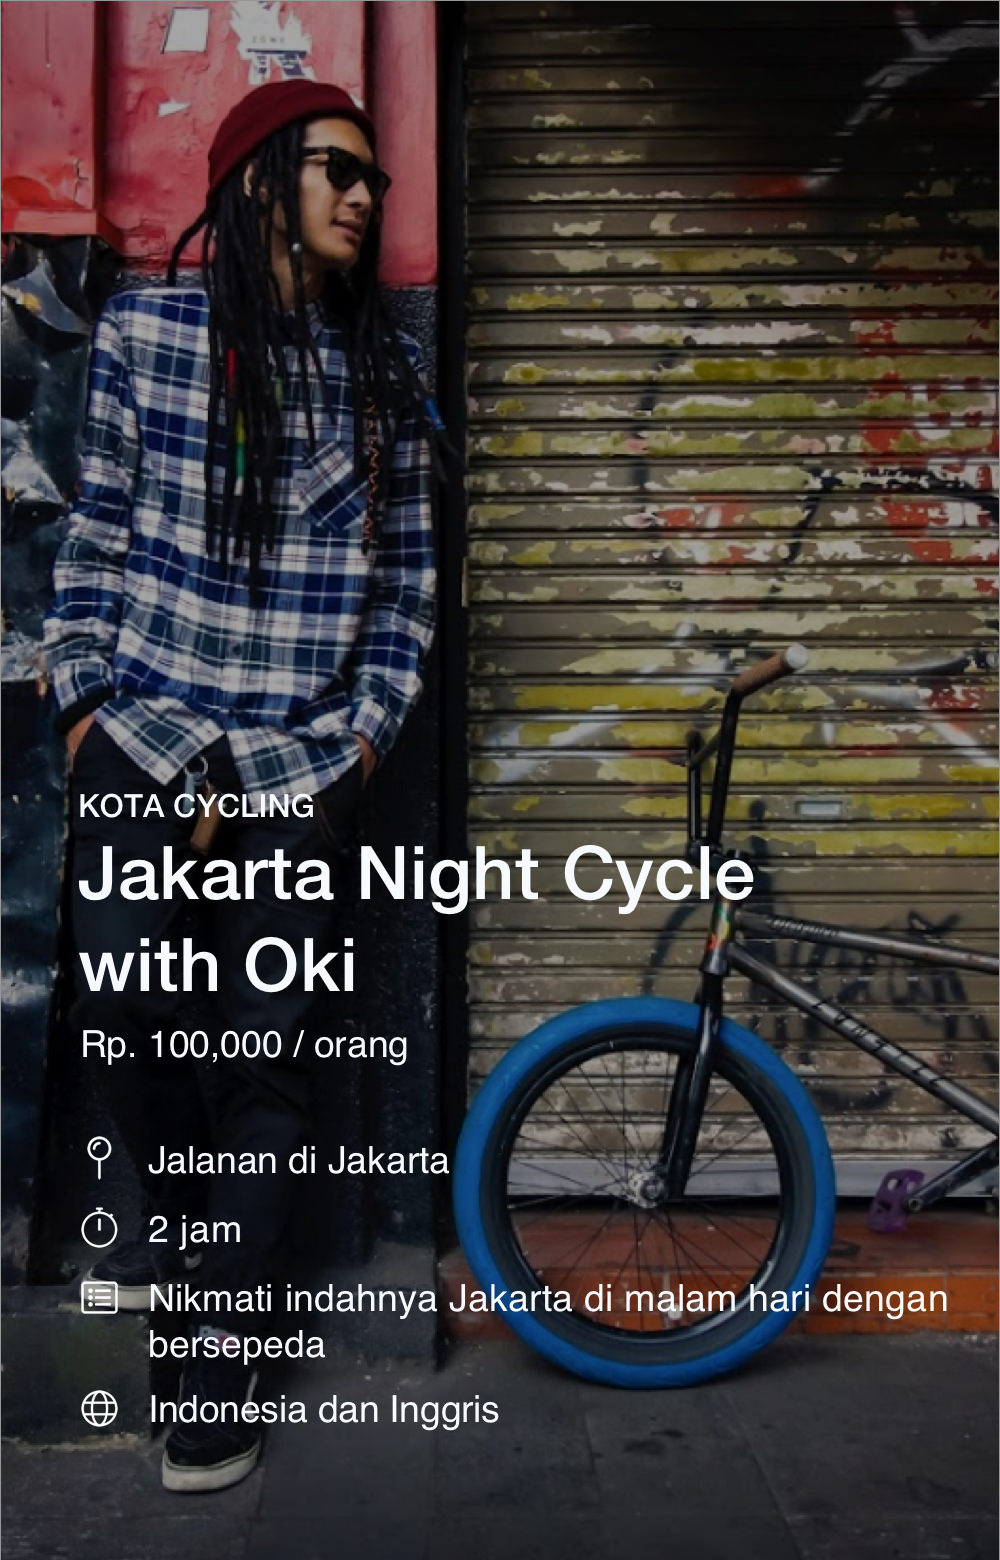 ZONE
KOTA CYCLING
Jakarta Night Cycle
with Oki
Rp. 100,000 / orang
Jalanan di Jakarta
2 jam
Nikmati indahnya Jakarta di malam hari dengan
bersepeda
Indonesia dan Inggris